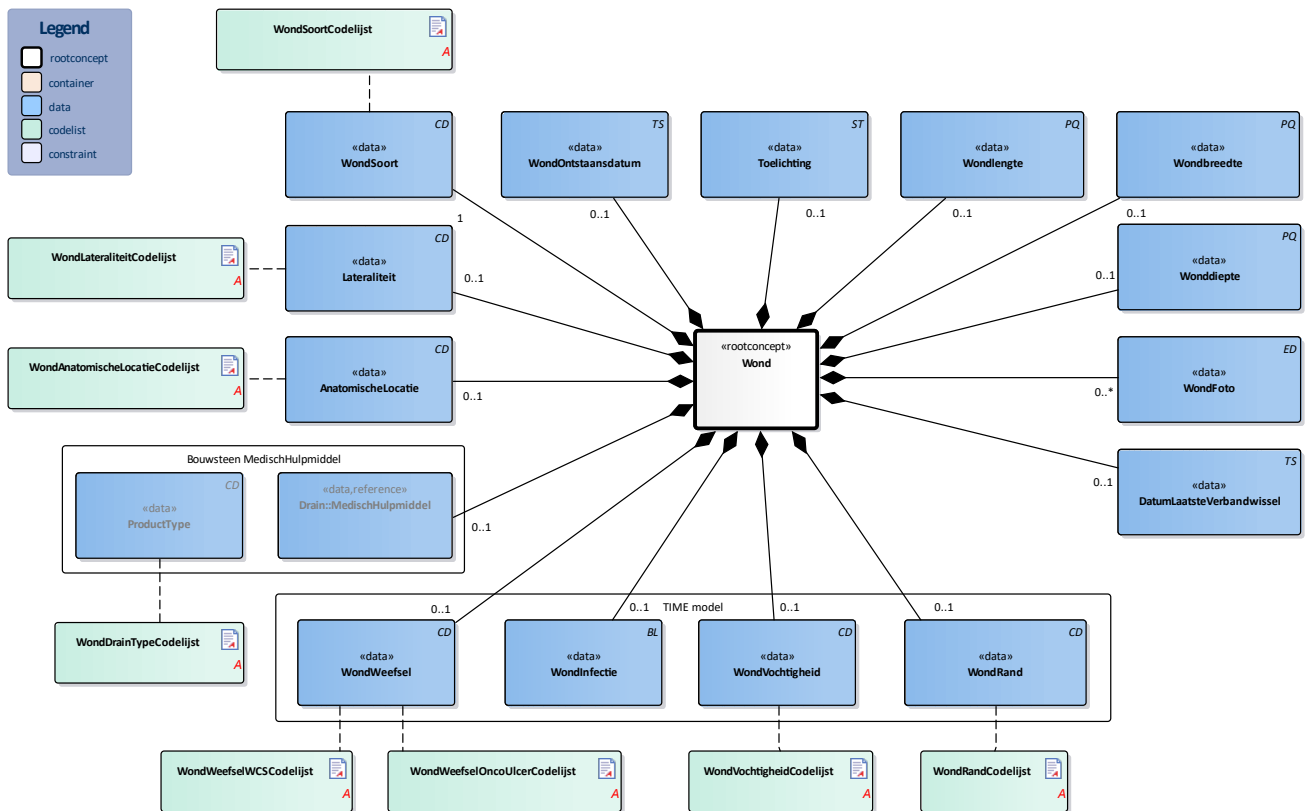 Legend
rootconcept
container
data
codelist
constraint
WondSoortCodelijst
A
CD
«data»
WondSoort
1
TS
«data»
WondOntstaansdatum
0..1
ST
«data»
Toelichting
0..1
PQ
«data»
Wondlengte
0..1
PQ
«data»
Wondbreedte
0..1
WondLateraliteitCodelijst
A
CD
«data»
Lateraliteit
0..1
PQ
«data»
Wonddiepte
0..1
«rootconcept»
Wond
WondAnatomischeLocatieCodelijst
A
CD
«data»
AnatomischeLocatie
0..1
ED
«data»
WondFoto
0..*
Bouwsteen MedischHulpmiddel
CD
«data»
ProductType
«data,reference»
Drain::MedischHulpmiddel
0..1
TS
«data»
DatumLaatsteVerbandwissel
0..1
WondDrainTypeCodelijst
A
TIME model
0..1
CD
«data»
WondWeefsel
0..1
BL
«data»
WondInfectie
0..1
CD
«data»
WondVochtigheid
0..1
CD
«data»
WondRand
WondWeefselWCSCodelijst
A
WondWeefselOncoUlcerCodelijst
A
WondVochtigheidCodelijst
A
WondRandCodelijst
A